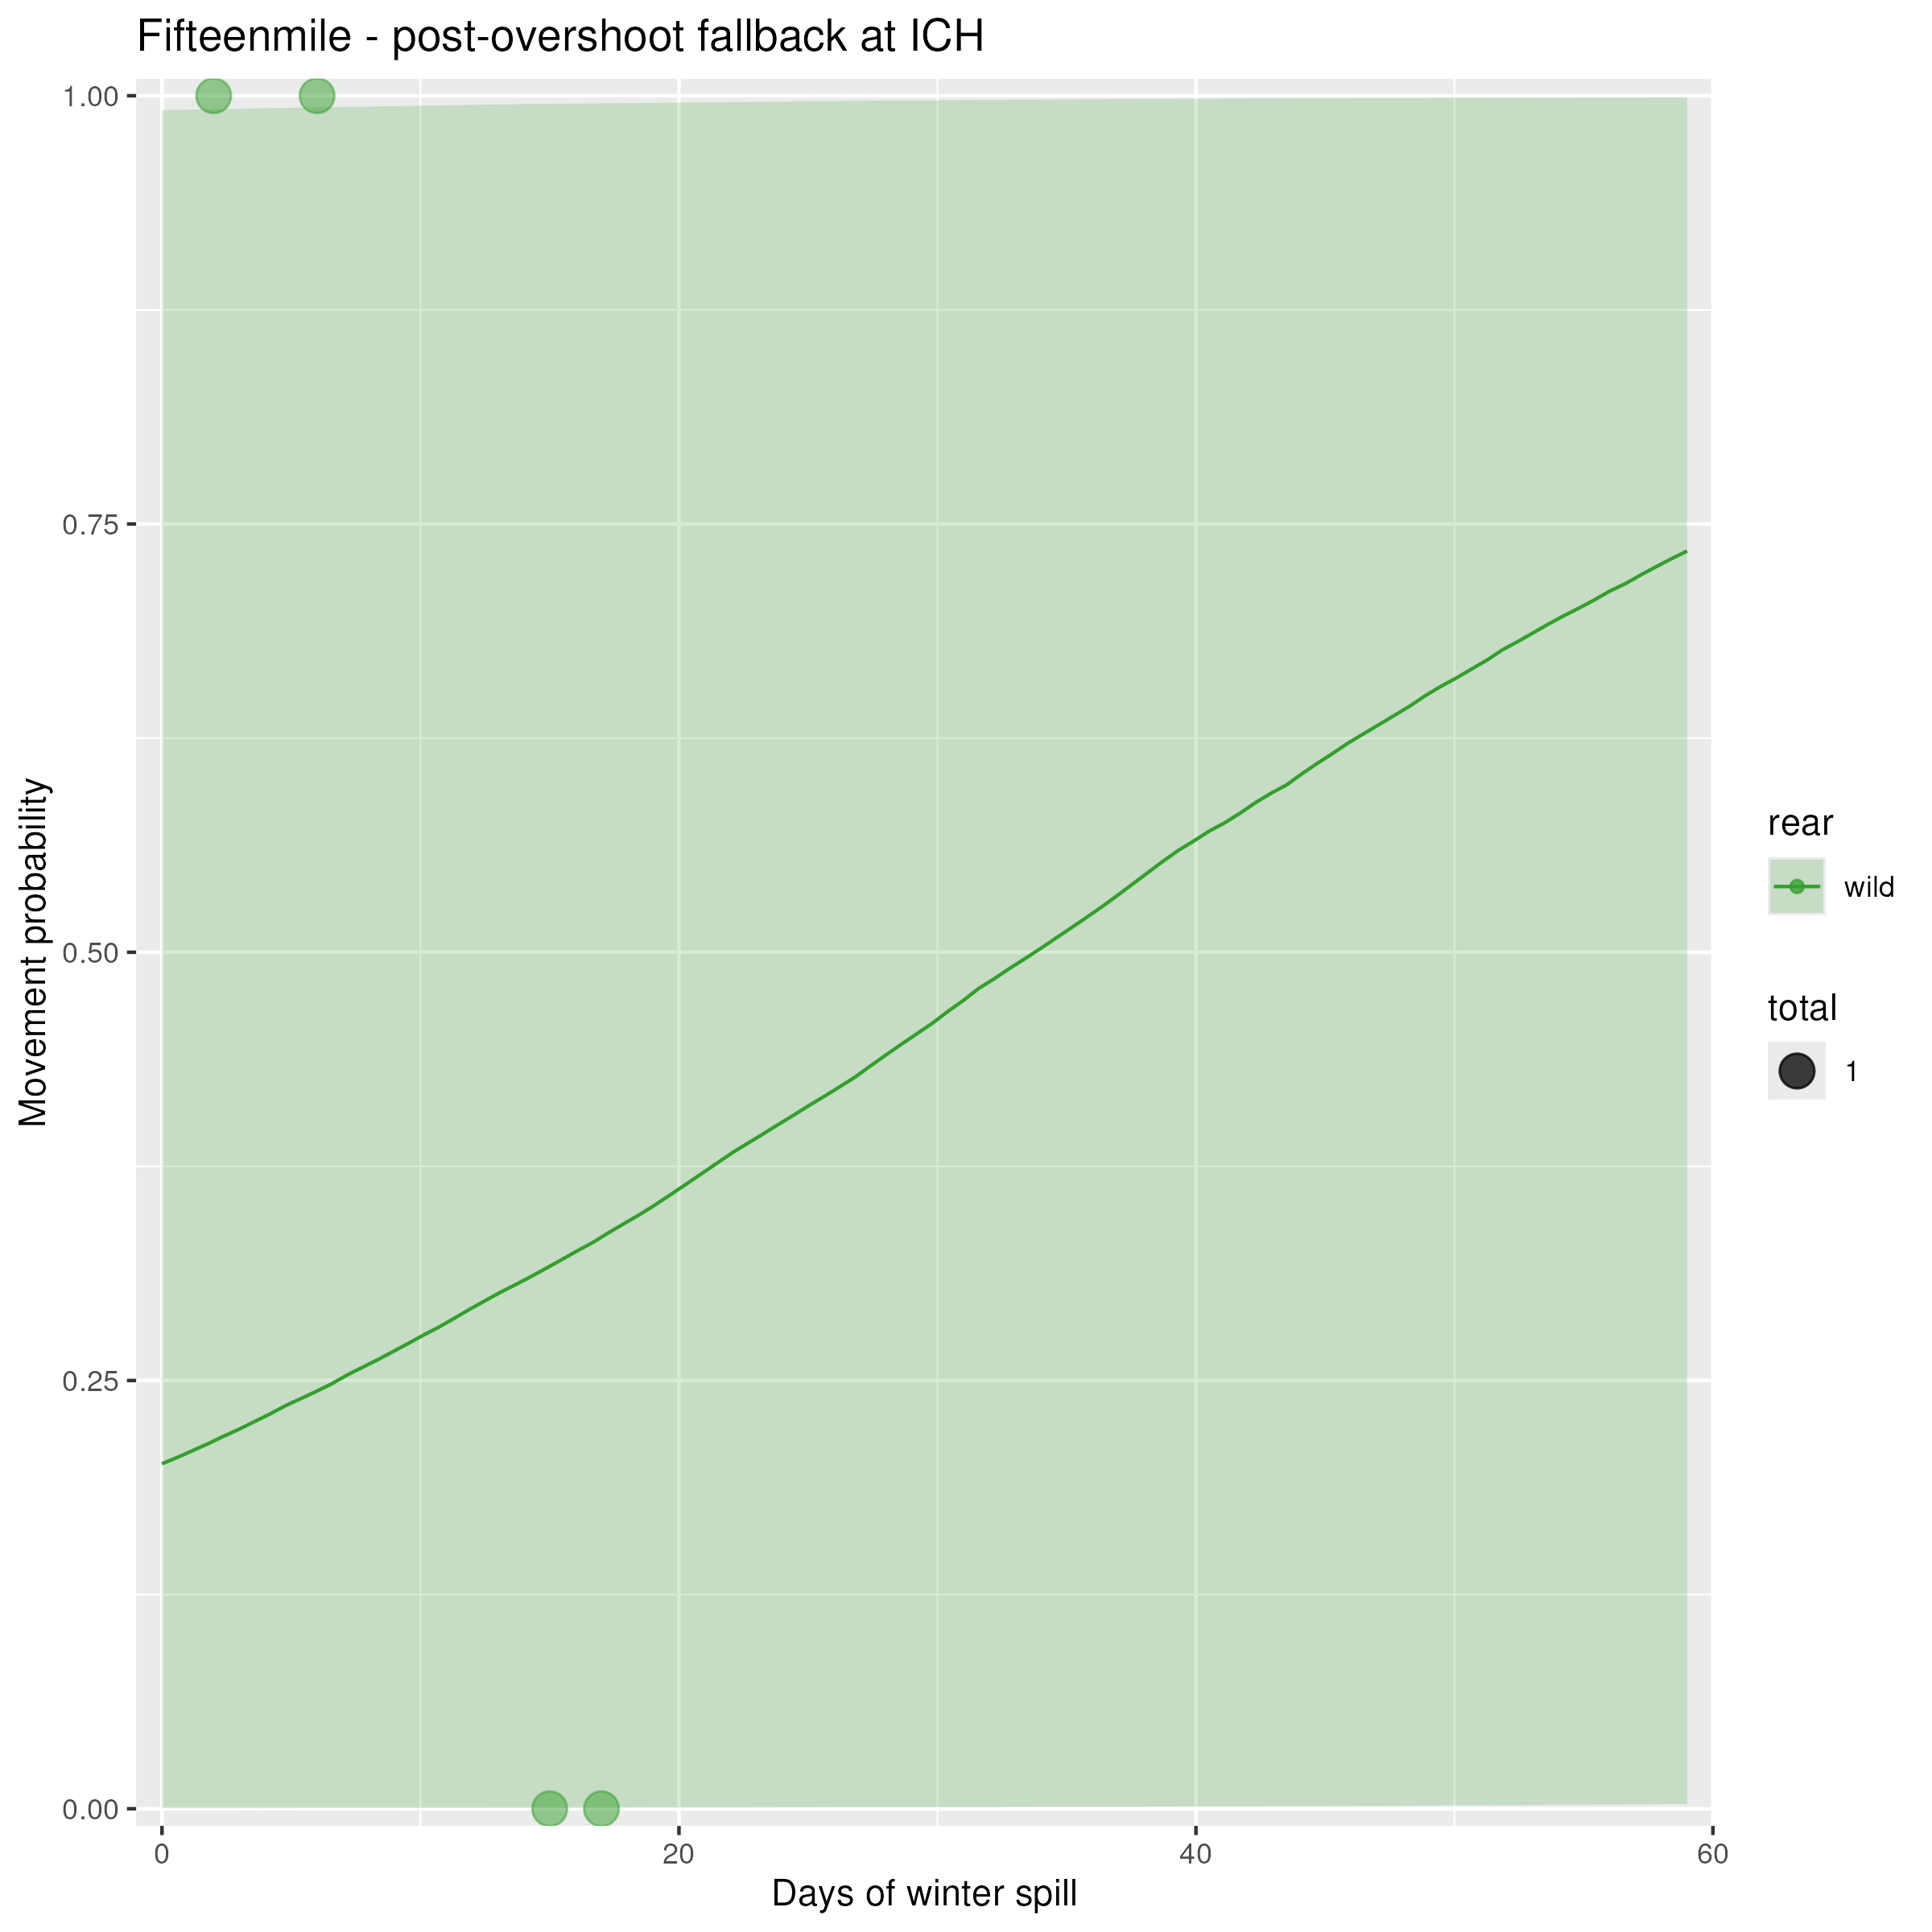 Fifteenmile - post-overshoot fallback at ICH
1.00
0.75
0.50
0.25
0.00
Movement probability
0
20
40
60
Days of winter spill
rear
wild
total
1